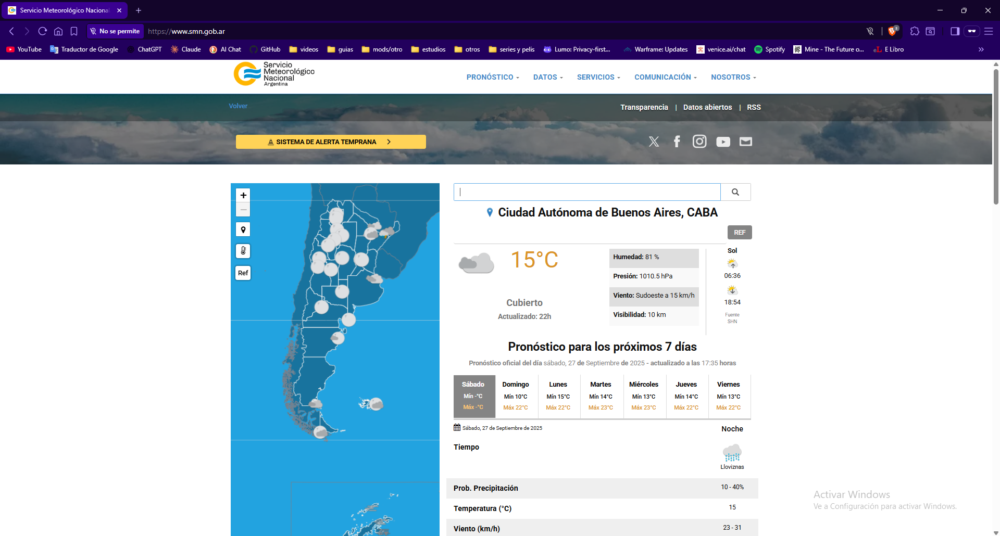 Servicio Meteorológico Nacional
No se permite
https://www.smn.gob.ar
3
YouTube
Traductor de Google
ChatGPT
Claude
AI Chat
GitHub
videos
guias
mods/otro
estudios
otros
series y pelis
Lumo: Privacy-first...
Warframe: Updates
venice.ai/chat
Spotify
Mine - The Future o...
E Libro
Servicio
Meteorológico
Nacional
Argentina
PRONÓSTICO
DATOS
SERVICIOS
COMUNICACIÓN
NOSOTROS
Volver
Transparencia | Datos abiertos | RSS
SISTEMA DE ALERTA TEMPRANA
+
−
Ref
Ciudad Autónoma de Buenos Aires, CABA
REF
15°C
Cubierto
Actualizado: 22h
Humedad: 81 %
Presión: 1010.5 hPa
Viento: Sudoeste a 15 km/h
Visibilidad: 10 km
Sol
06:36
18:54
Fuente
SHN
Pronóstico para los próximos 7 días
Pronóstico oficial del día sábado, 27 de Septiembre de 2025 - actualizado a las 17:35 horas
Sábado
Mín -°C
Máx -°C
Domingo
Mín 10°C
Máx 22°C
Lunes
Mín 15°C
Máx 22°C
Martes
Mín 14°C
Máx 23°C
Miércoles
Mín 13°C
Máx 23°C
Jueves
Mín 14°C
Máx 22°C
Viernes
Mín 13°C
Máx 22°C
Sábado, 27 de Septiembre de 2025
Noche
Tiempo
Lloviznas
Prob. Precipitación
10 - 40%
Temperatura (°C)
15
Viento (km/h)
23 - 31
Activar Windows
Ve a Configuración para activar Windows.